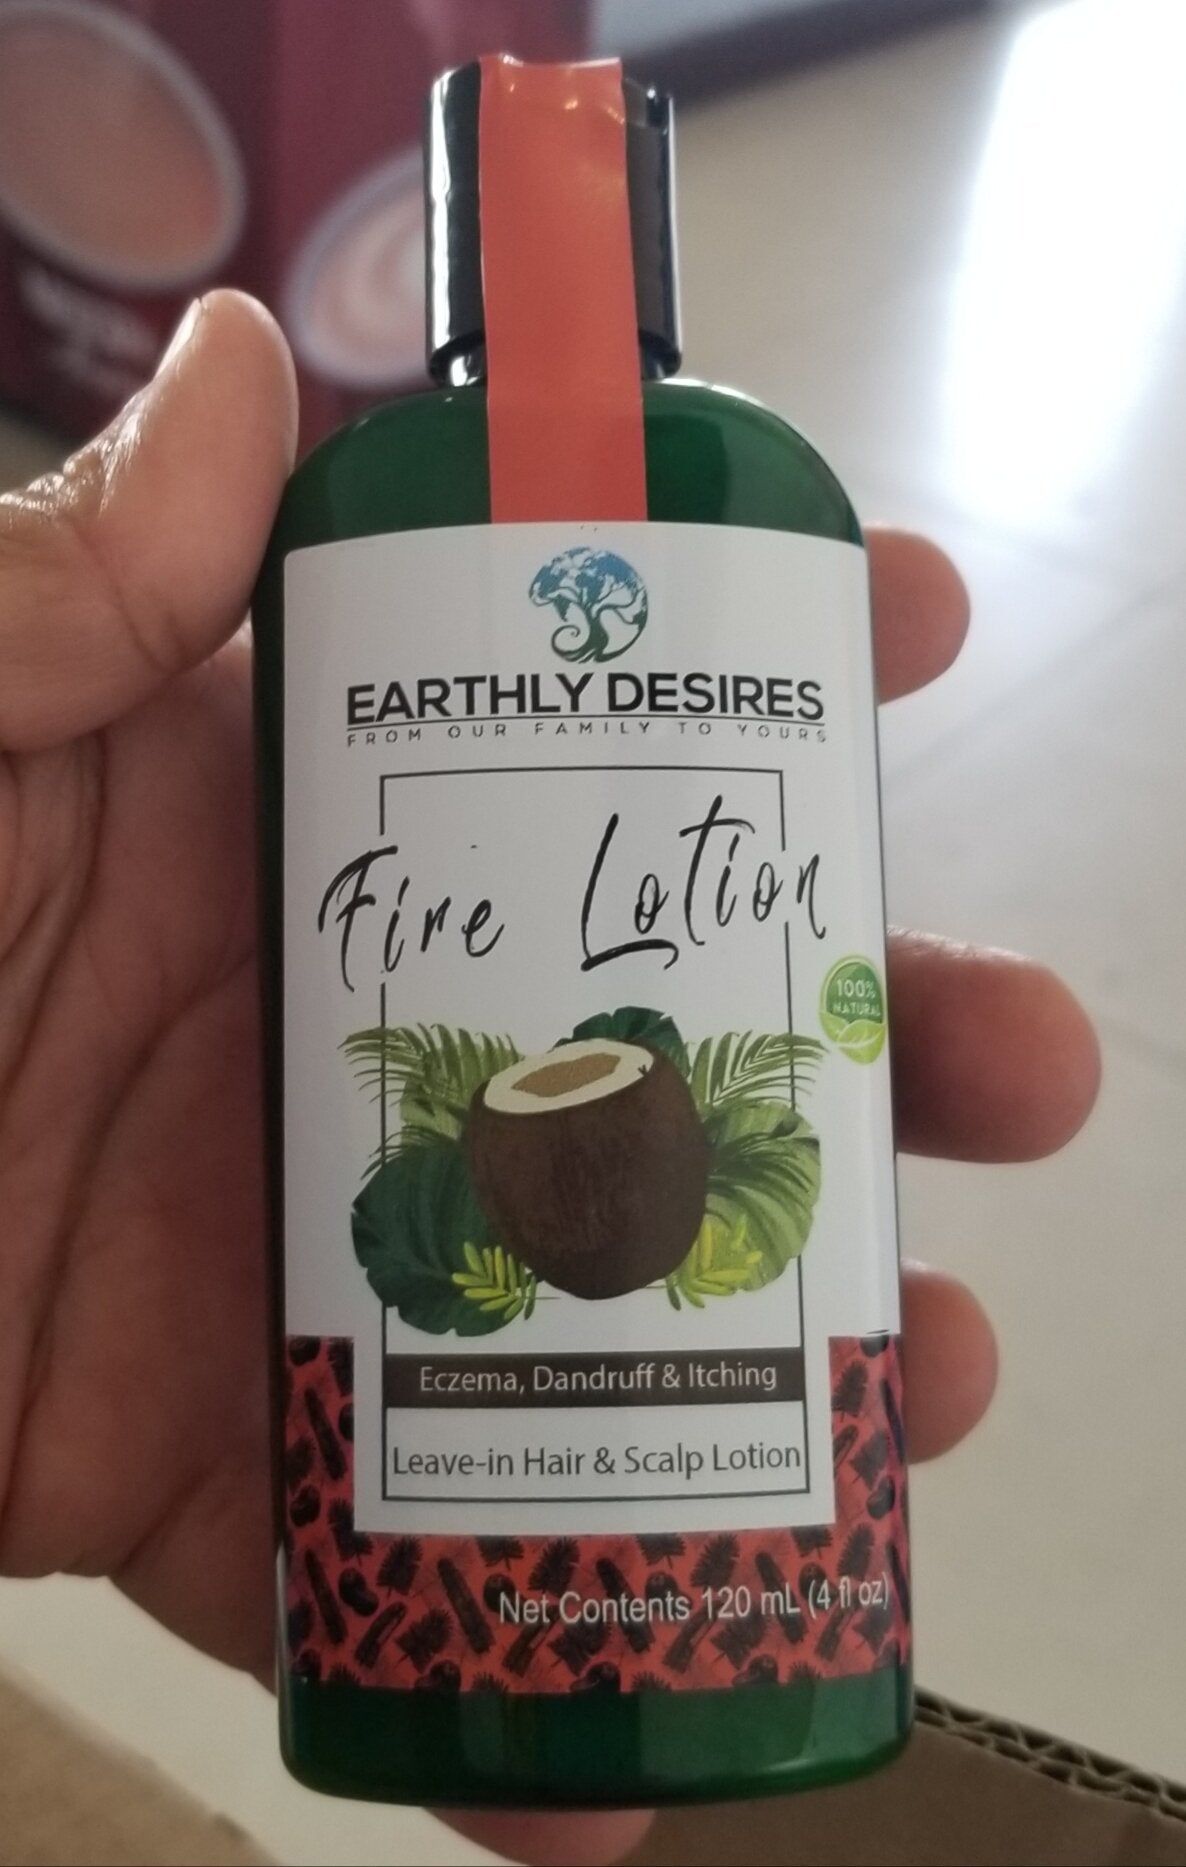 EARTHLY DESIRES
FROM OUR FAMILY TO YOURS
Fire Lotion
100%
NATURAL
Eczema, Dandruff & Itching
Leave-in Hair & Scalp Lotion
Net Contents 120 mL (4 fl oz)